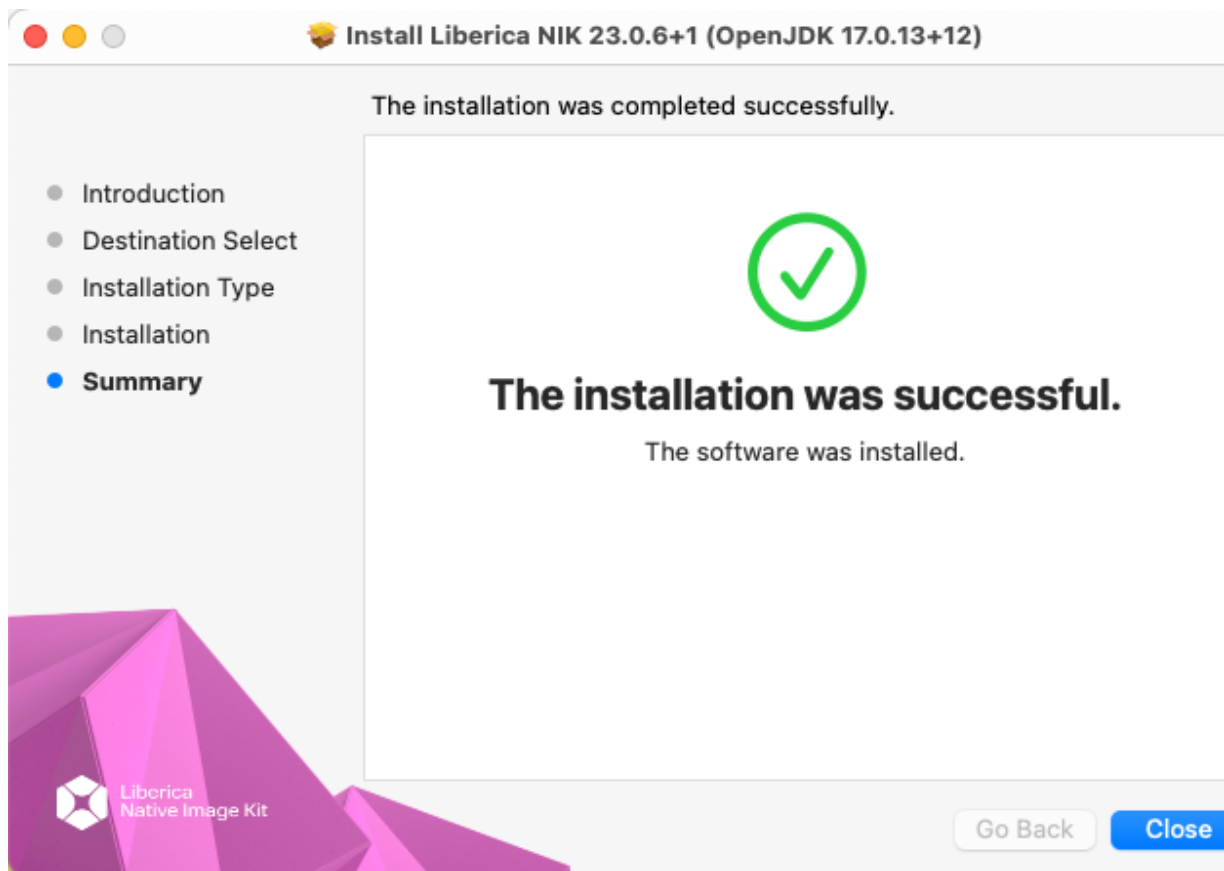 Install Liberica NIK 23.0.6+1 (OpenJDK 17.0.13+12)
The installation was completed successfully.
Introduction
Destination Select
Installation Type
Installation
Summary
The installation was successful.
The software was installed.
Liberica
Native Image Kit
Go Back
Close